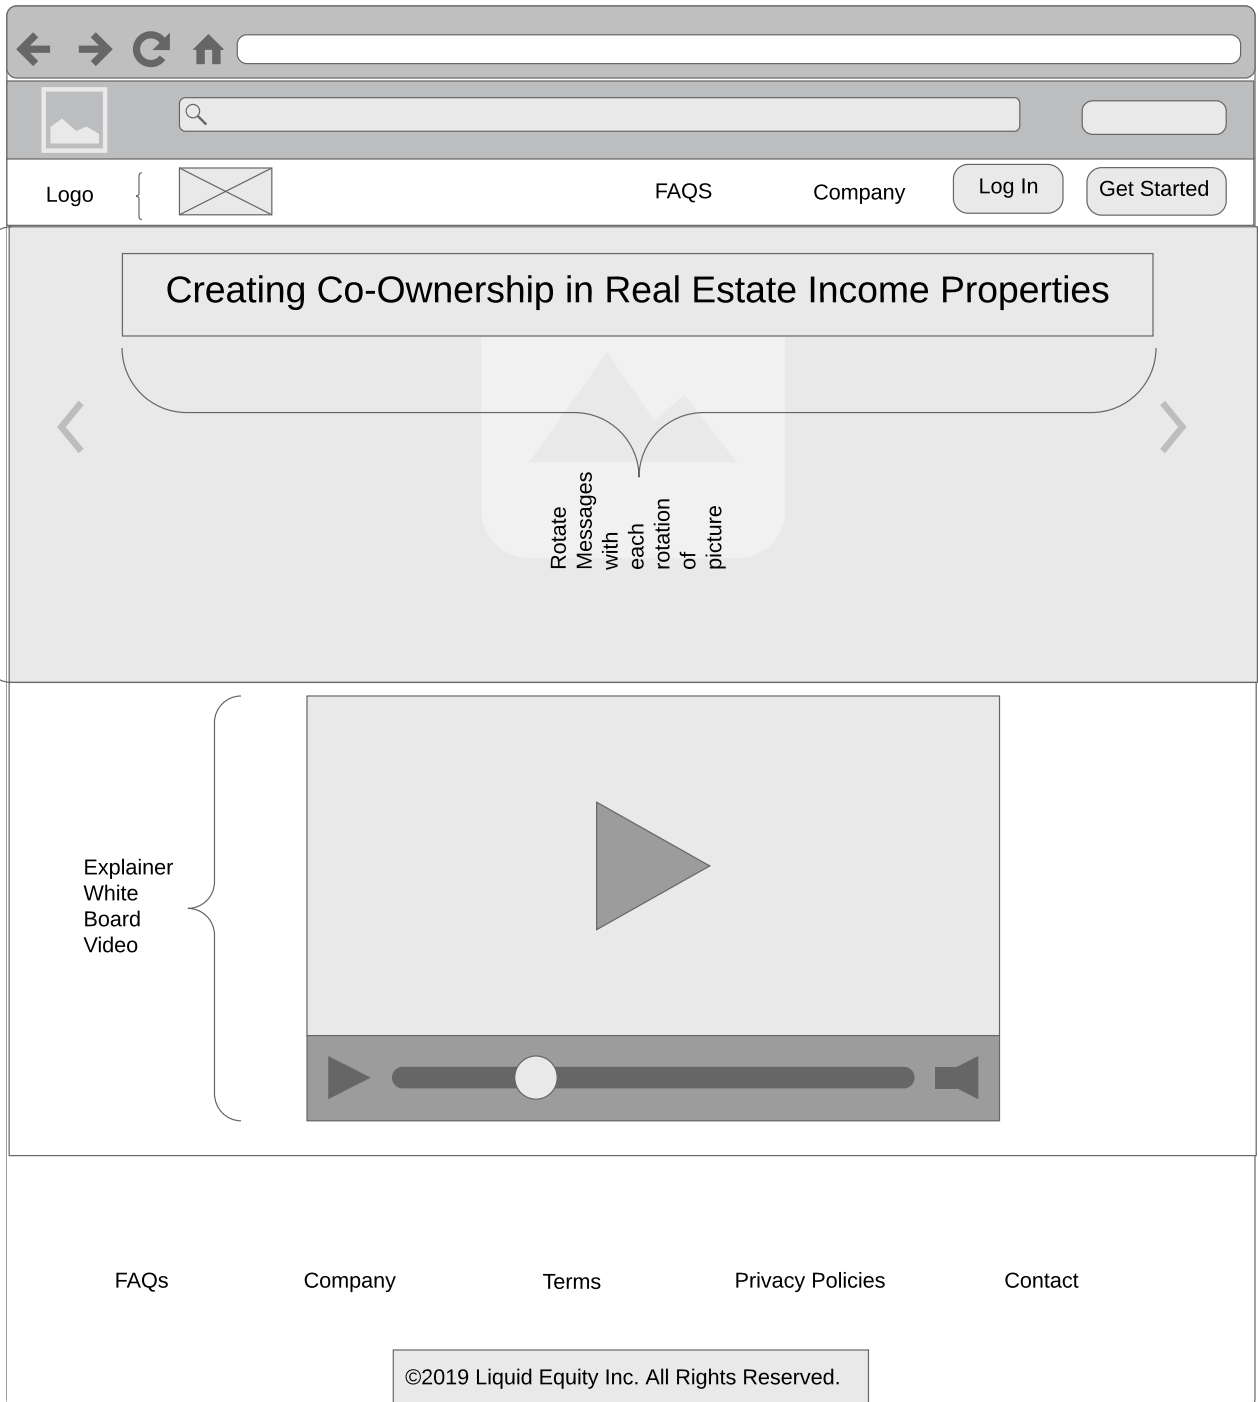 Logo
FAQS
Company
Log In
Get Started
Creating Co-Ownership in Real Estate Income Properties
Rotate
Messages
with
each
rotation
of
picture
Explainer
White
Board
Video
FAQs
Company
Terms
Privacy Policies
Contact
©2019 Liquid Equity Inc. All Rights Reserved.